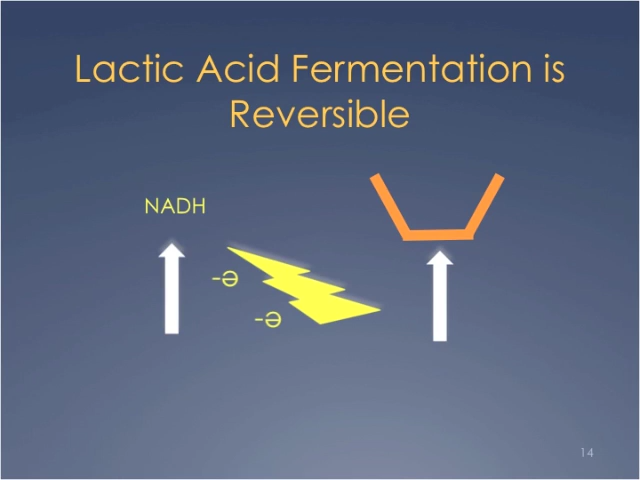 Lactic Acid Fermentation is
Reversible
NADH
-ə
-ə
14